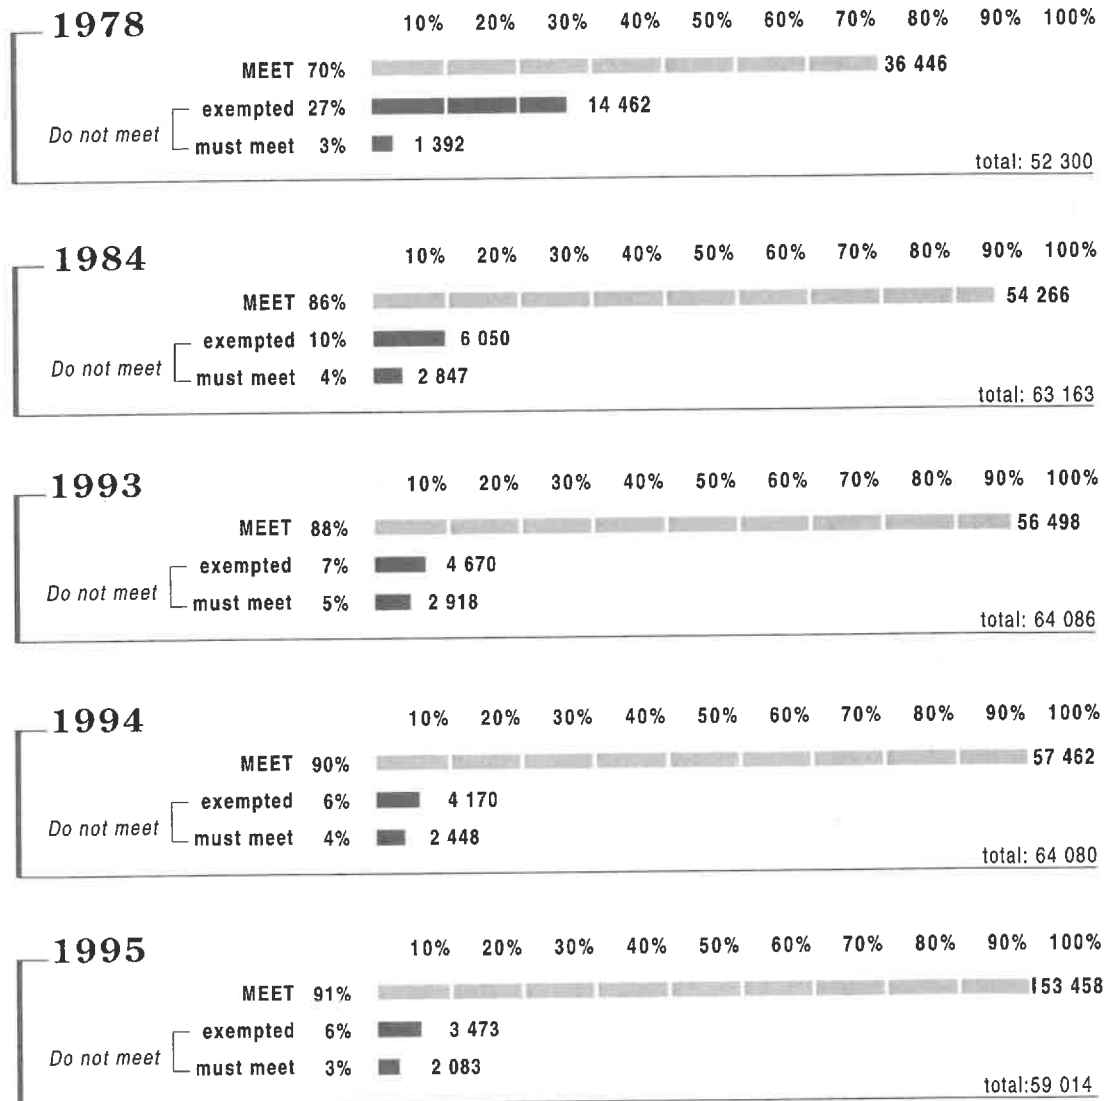 1978 10% 20% 30% 40% 50% 60% 70% 80% 90% 100%
MEET 70% 36 446
exempted 27% 14 462
Do not meet
must meet 3% 1 392
total: 52 300
1984 10% 20% 30% 40% 50% 60% 70% 80% 90% 100%
MEET 86% 54 266
exempted 10% 6 050
Do not meet
must meet 4% 2 847
total: 63 163
1993 10% 20% 30% 40% 50% 60% 70% 80% 90% 100%
MEET 88% 56 498
exempted 7% 4 670
Do not meet
must meet 5% 2 918
total: 64 086
1994 10% 20% 30% 40% 50% 60% 70% 80% 90% 100%
MEET 90% 57 462
exempted 6% 4 170
Do not meet
must meet 4% 2 448
total: 64 080
1995 10% 20% 30% 40% 50% 60% 70% 80% 90% 100%
MEET 91% 53 458
exempted 6% 3 473
Do not meet
must meet 3% 2 083
total:59 014